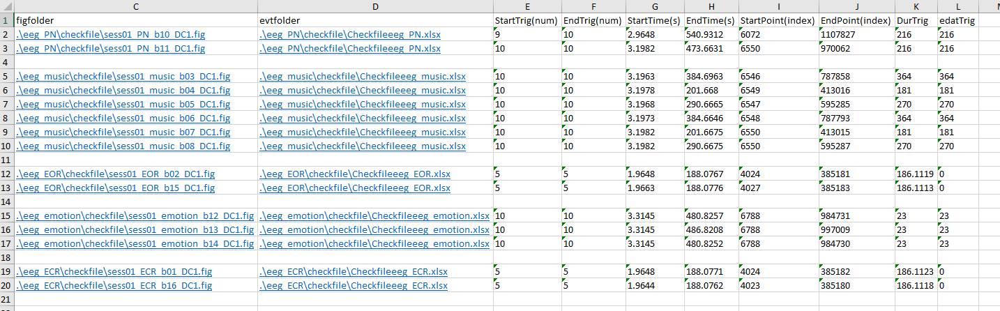 C D E F G H I J K L
1 figfolder evtfolder StartTrig(num) EndTrig(num) StartTime(s) EndTime(s) StartPoint(index) EndPoint(index) DurTrig edatTrig
2 .\eeg_PN\checkfile\sess01_PN_b10_DC1.fig .\eeg_PN\checkfile\Checkfileeeg_PN.xlsx 9 10 2.9648 540.9312 6072 1107827 216 216
3 .\eeg_PN\checkfile\sess01_PN_b11_DC1.fig .\eeg_PN\checkfile\Checkfileeeg_PN.xlsx 10 10 3.1982 473.6631 6550 970062 216 216
4
5 .\eeg_music\checkfile\sess01_music_b03_DC1.fig .\eeg_music\checkfile\Checkfileeeg_music.xlsx 10 10 3.1963 384.6963 6546 787858 364 364
6 .\eeg_music\checkfile\sess01_music_b04_DC1.fig .\eeg_music\checkfile\Checkfileeeg_music.xlsx 10 10 3.1978 201.668 6549 413016 181 181
7 .\eeg_music\checkfile\sess01_music_b05_DC1.fig .\eeg_music\checkfile\Checkfileeeg_music.xlsx 10 10 3.1968 290.6665 6547 595285 270 270
8 .\eeg_music\checkfile\sess01_music_b06_DC1.fig .\eeg_music\checkfile\Checkfileeeg_music.xlsx 10 10 3.1973 384.6646 6548 787793 364 364
9 .\eeg_music\checkfile\sess01_music_b07_DC1.fig .\eeg_music\checkfile\Checkfileeeg_music.xlsx 10 10 3.1982 201.6675 6550 413015 181 181
10 .\eeg_music\checkfile\sess01_music_b08_DC1.fig .\eeg_music\checkfile\Checkfileeeg_music.xlsx 10 10 3.1982 290.6675 6550 595287 270 270
11
12 .\eeg_EOR\checkfile\sess01_EOR_b02_DC1.fig .\eeg_EOR\checkfile\Checkfileeeg_EOR.xlsx 5 5 1.9648 188.0767 4024 385181 186.1119 0
13 .\eeg_EOR\checkfile\sess01_EOR_b15_DC1.fig .\eeg_EOR\checkfile\Checkfileeeg_EOR.xlsx 5 5 1.9663 188.0776 4027 385183 186.1113 0
14
15 .\eeg_emotion\checkfile\sess01_emotion_b12_DC1.fig .\eeg_emotion\checkfile\Checkfileeeg_emotion.xlsx 10 10 3.3145 480.8257 6788 984731 23 23
16 .\eeg_emotion\checkfile\sess01_emotion_b13_DC1.fig .\eeg_emotion\checkfile\Checkfileeeg_emotion.xlsx 10 10 3.3145 486.8208 6788 997009 23 23
17 .\eeg_emotion\checkfile\sess01_emotion_b14_DC1.fig .\eeg_emotion\checkfile\Checkfileeeg_emotion.xlsx 10 10 3.3145 480.8252 6788 984730 23 23
18
19 .\eeg_ECR\checkfile\sess01_ECR_b01_DC1.fig .\eeg_ECR\checkfile\Checkfileeeg_ECR.xlsx 5 5 1.9648 188.0771 4024 385182 186.1123 0
20 .\eeg_ECR\checkfile\sess01_ECR_b16_DC1.fig .\eeg_ECR\checkfile\Checkfileeeg_ECR.xlsx 5 5 1.9644 188.0762 4023 385180 186.1118 0
21